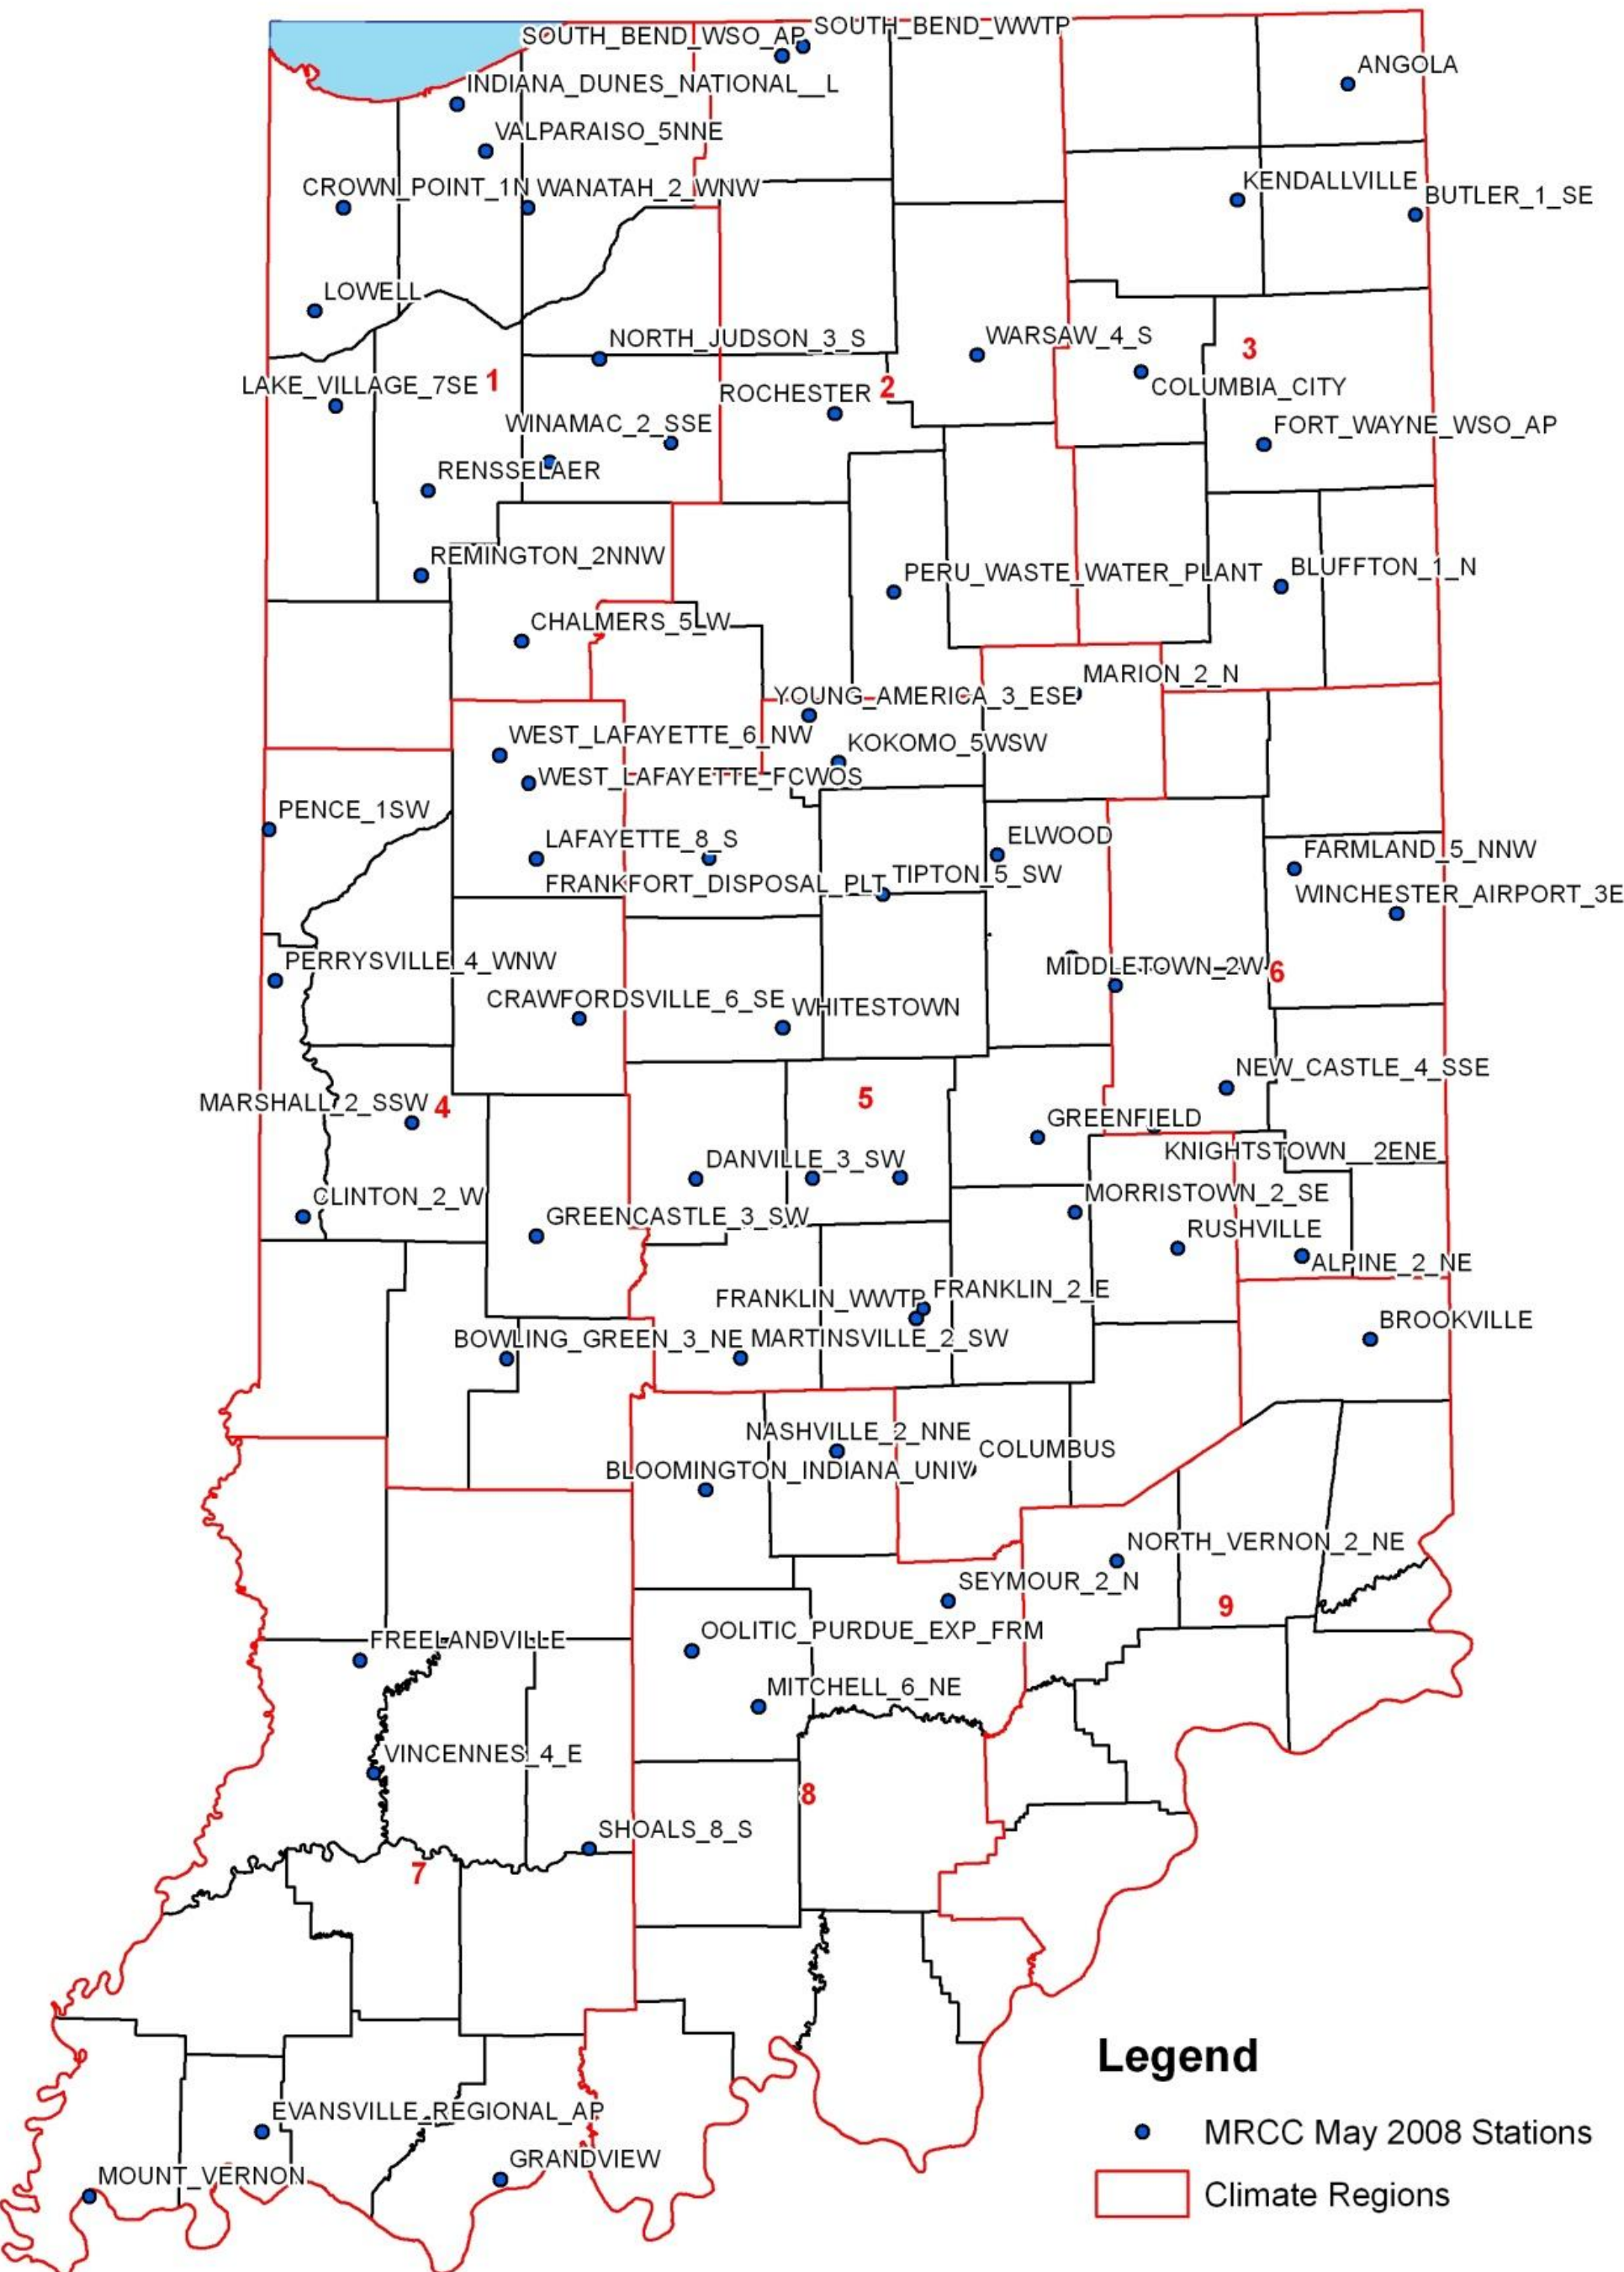 SOUTH_BEND_WWTP
SOUTH_BEND_WSO_AP
ANGOLA
INDIANA_DUNES_NATIONAL__L
VALPARAISO_5NNE
CROWN_POINT_1N
WANATAH_2_WNW
KENDALLVILLE
BUTLER_1_SE
LOWELL
NORTH_JUDSON_3_S
WARSAW_4_S
3
LAKE_VILLAGE_7SE
1
ROCHESTER
2
COLUMBIA_CITY
WINAMAC_2_SSE
FORT_WAYNE_WSO_AP
RENSSELAER
REMINGTON_2NNW
PERU_WASTE_WATER_PLANT
BLUFFTON_1_N
CHALMERS_5_W
MARION_2_N
YOUNG_AMERICA_3_ESE
WEST_LAFAYETTE_6_NW
KOKOMO_5WSW
WEST_LAFAYETTE_FCWOS
PENCE_1SW
LAFAYETTE_8_S
ELWOOD
FARMLAND_5_NNW
FRANKFORT_DISPOSAL_PLT
TIPTON_5_SW
WINCHESTER_AIRPORT_3E
PERRYSVILLE_4_WNW
MIDDLETOWN_2W
6
CRAWFORDSVILLE_6_SE
WHITESTOWN
NEW_CASTLE_4_SSE
MARSHALL_2_SSW
4
5
GREENFIELD
KNIGHTSTOWN__2ENE
DANVILLE_3_SW
CLINTON_2_W
MORRISTOWN_2_SE
GREENCASTLE_3_SW
RUSHVILLE
ALPINE_2_NE
FRANKLIN_WWTP
FRANKLIN_2_E
BROOKVILLE
BOWLING_GREEN_3_NE
MARTINSVILLE_2_SW
NASHVILLE_2_NNE
COLUMBUS
BLOOMINGTON_INDIANA_UNIV
NORTH_VERNON_2_NE
SEYMOUR_2_N
9
OOLITIC_PURDUE_EXP_FRM
FREELANDVILLE
MITCHELL_6_NE
VINCENNES_4_E
8
SHOALS_8_S
7
Legend
EVANSVILLE_REGIONAL_AP
MRCC May 2008 Stations
GRANDVIEW
MOUNT_VERNON
Climate Regions